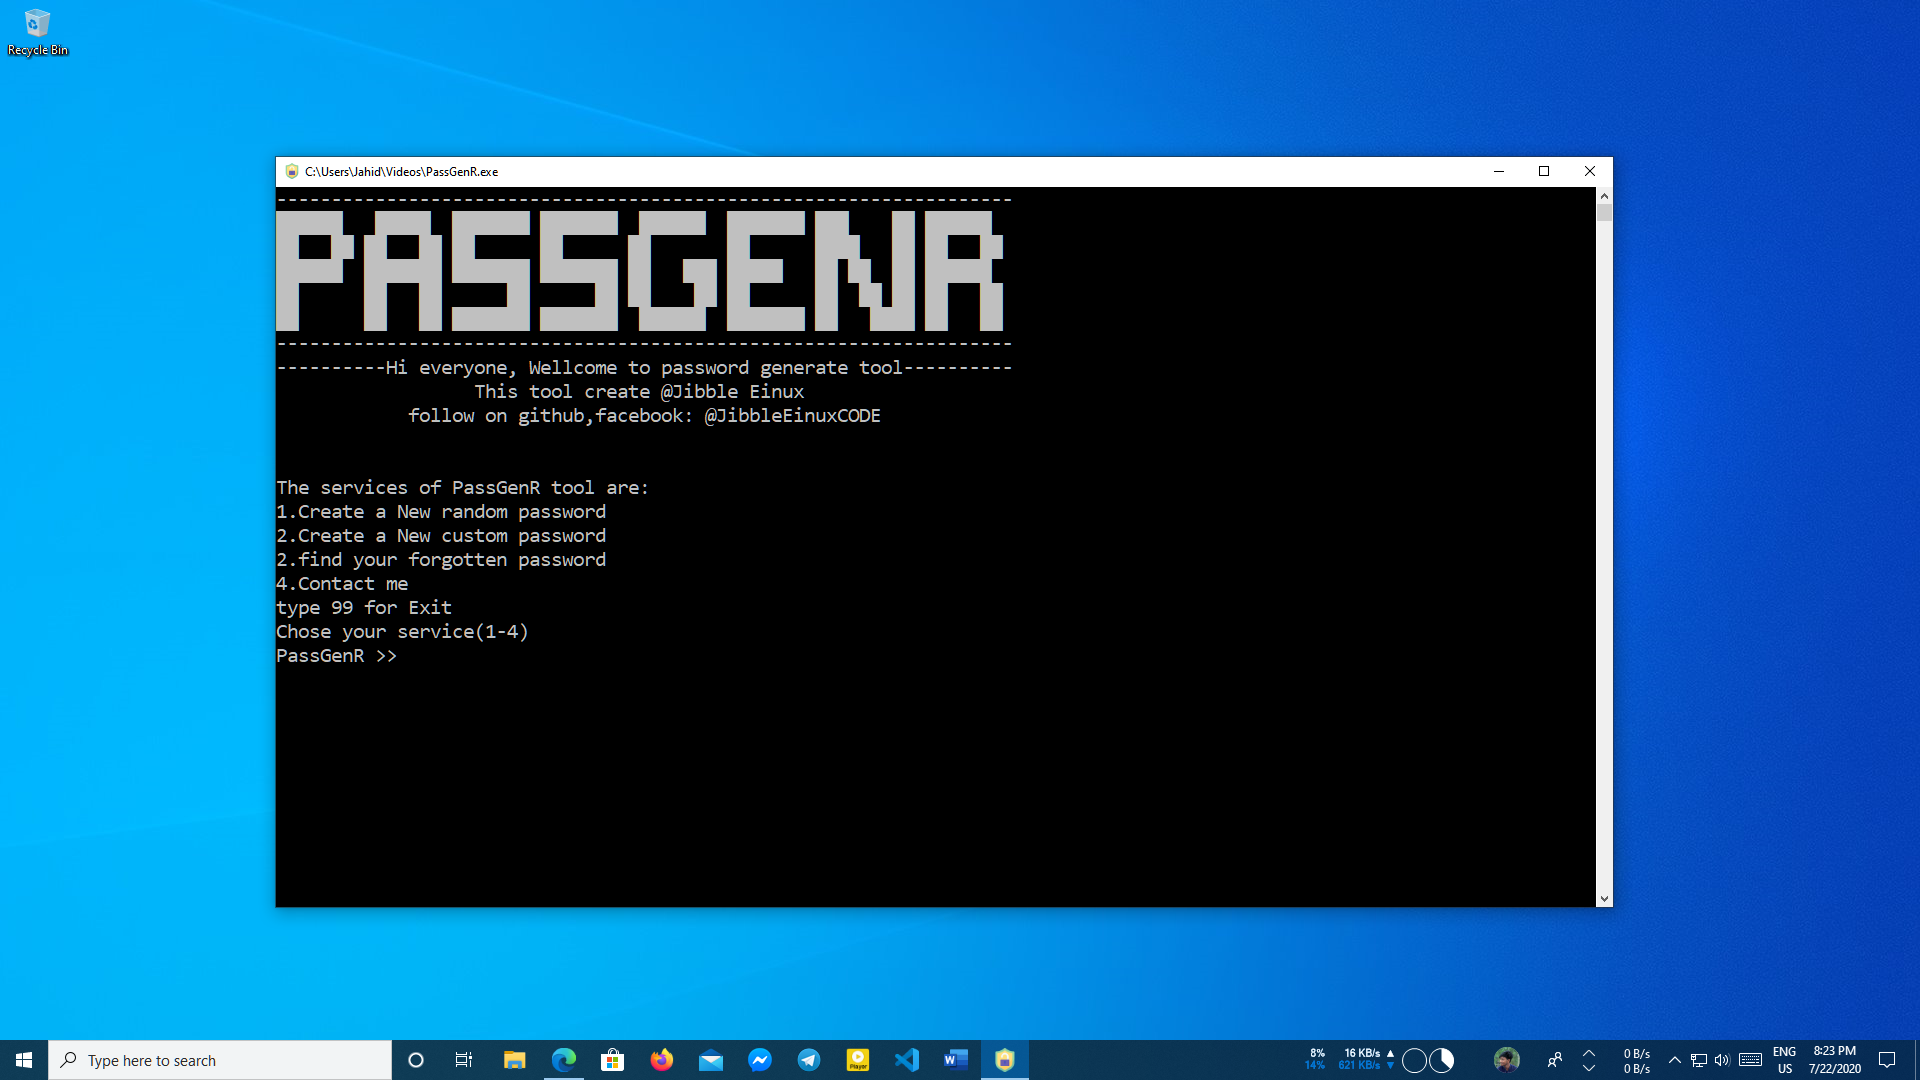 Recycle Bin
C:\Users\Jahid\Videos\PassGenR.exe
-------------------------------------------------------------------
PASSGENR
-------------------------------------------------------------------
----------Hi everyone, Wellcome to password generate tool----------
This tool create @Jibble Einux
follow on github,facebook: @JibbleEinuxCODE
The services of PassGenR tool are:
1.Create a New random password
2.Create a New custom password
2.find your forgotten password
4.Contact me
type 99 for Exit
Chose your service(1-4)
PassGenR >>
Type here to search
Player
W
8% 16 KB/s
14% 621 KB/s
0 B/s
0 B/s
ENG
US
8:23 PM
7/22/2020